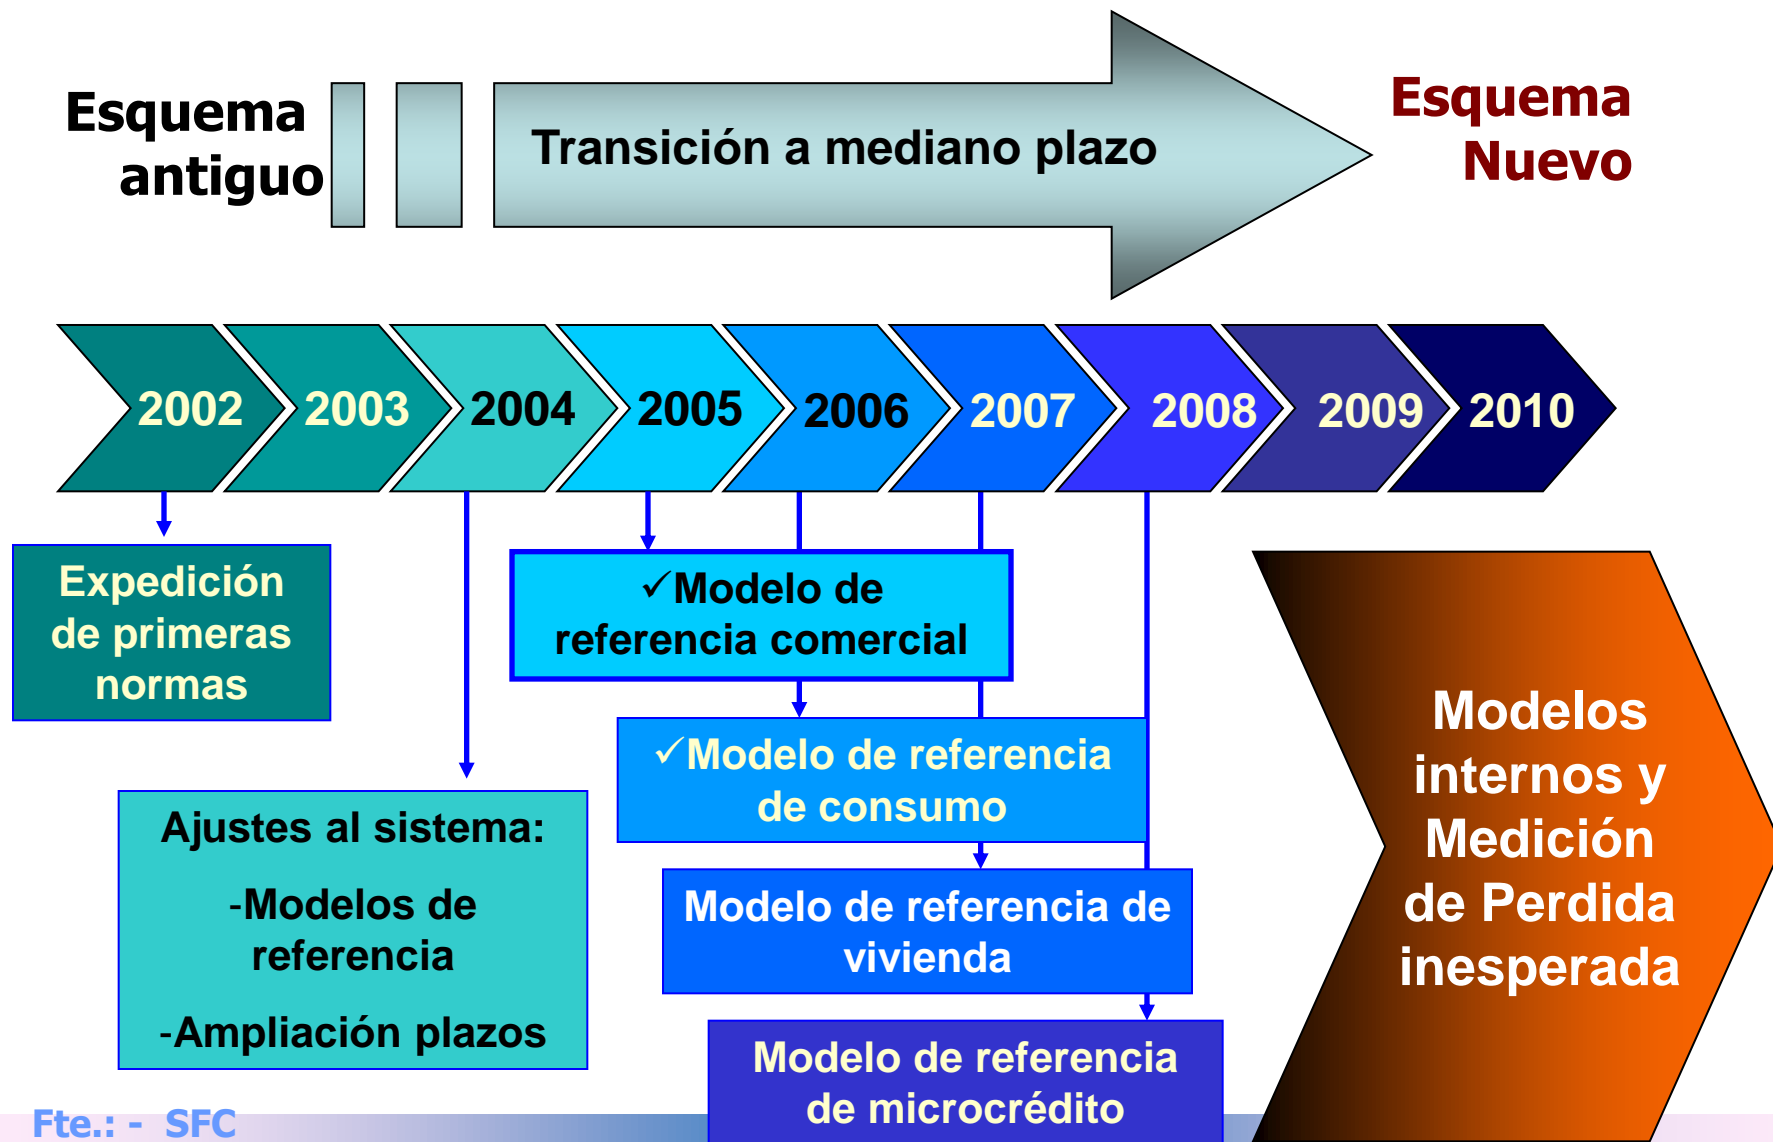 Esquema
antiguo
Transición a mediano plazo
Esquema
Nuevo
2002
2003
2004
2005
2006
2007
2008
2009
2010
Expedición
de primeras
normas
Ajustes al sistema:
-Modelos de
referencia
-Ampliación plazos
✓Modelo de
referencia comercial
✓Modelo de referencia
de consumo
Modelo de referencia de
vivienda
Modelo de referencia
de microcrédito
Modelos
internos y
Medición
de Perdida
inesperada
Fte.: - SFC